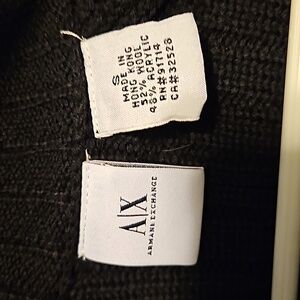 S
MADE IN
HONG KONG
52% WOOL
48% ACRYLIC
RN#91714
CA#32528
A|X
ARMANI EXCHANGE